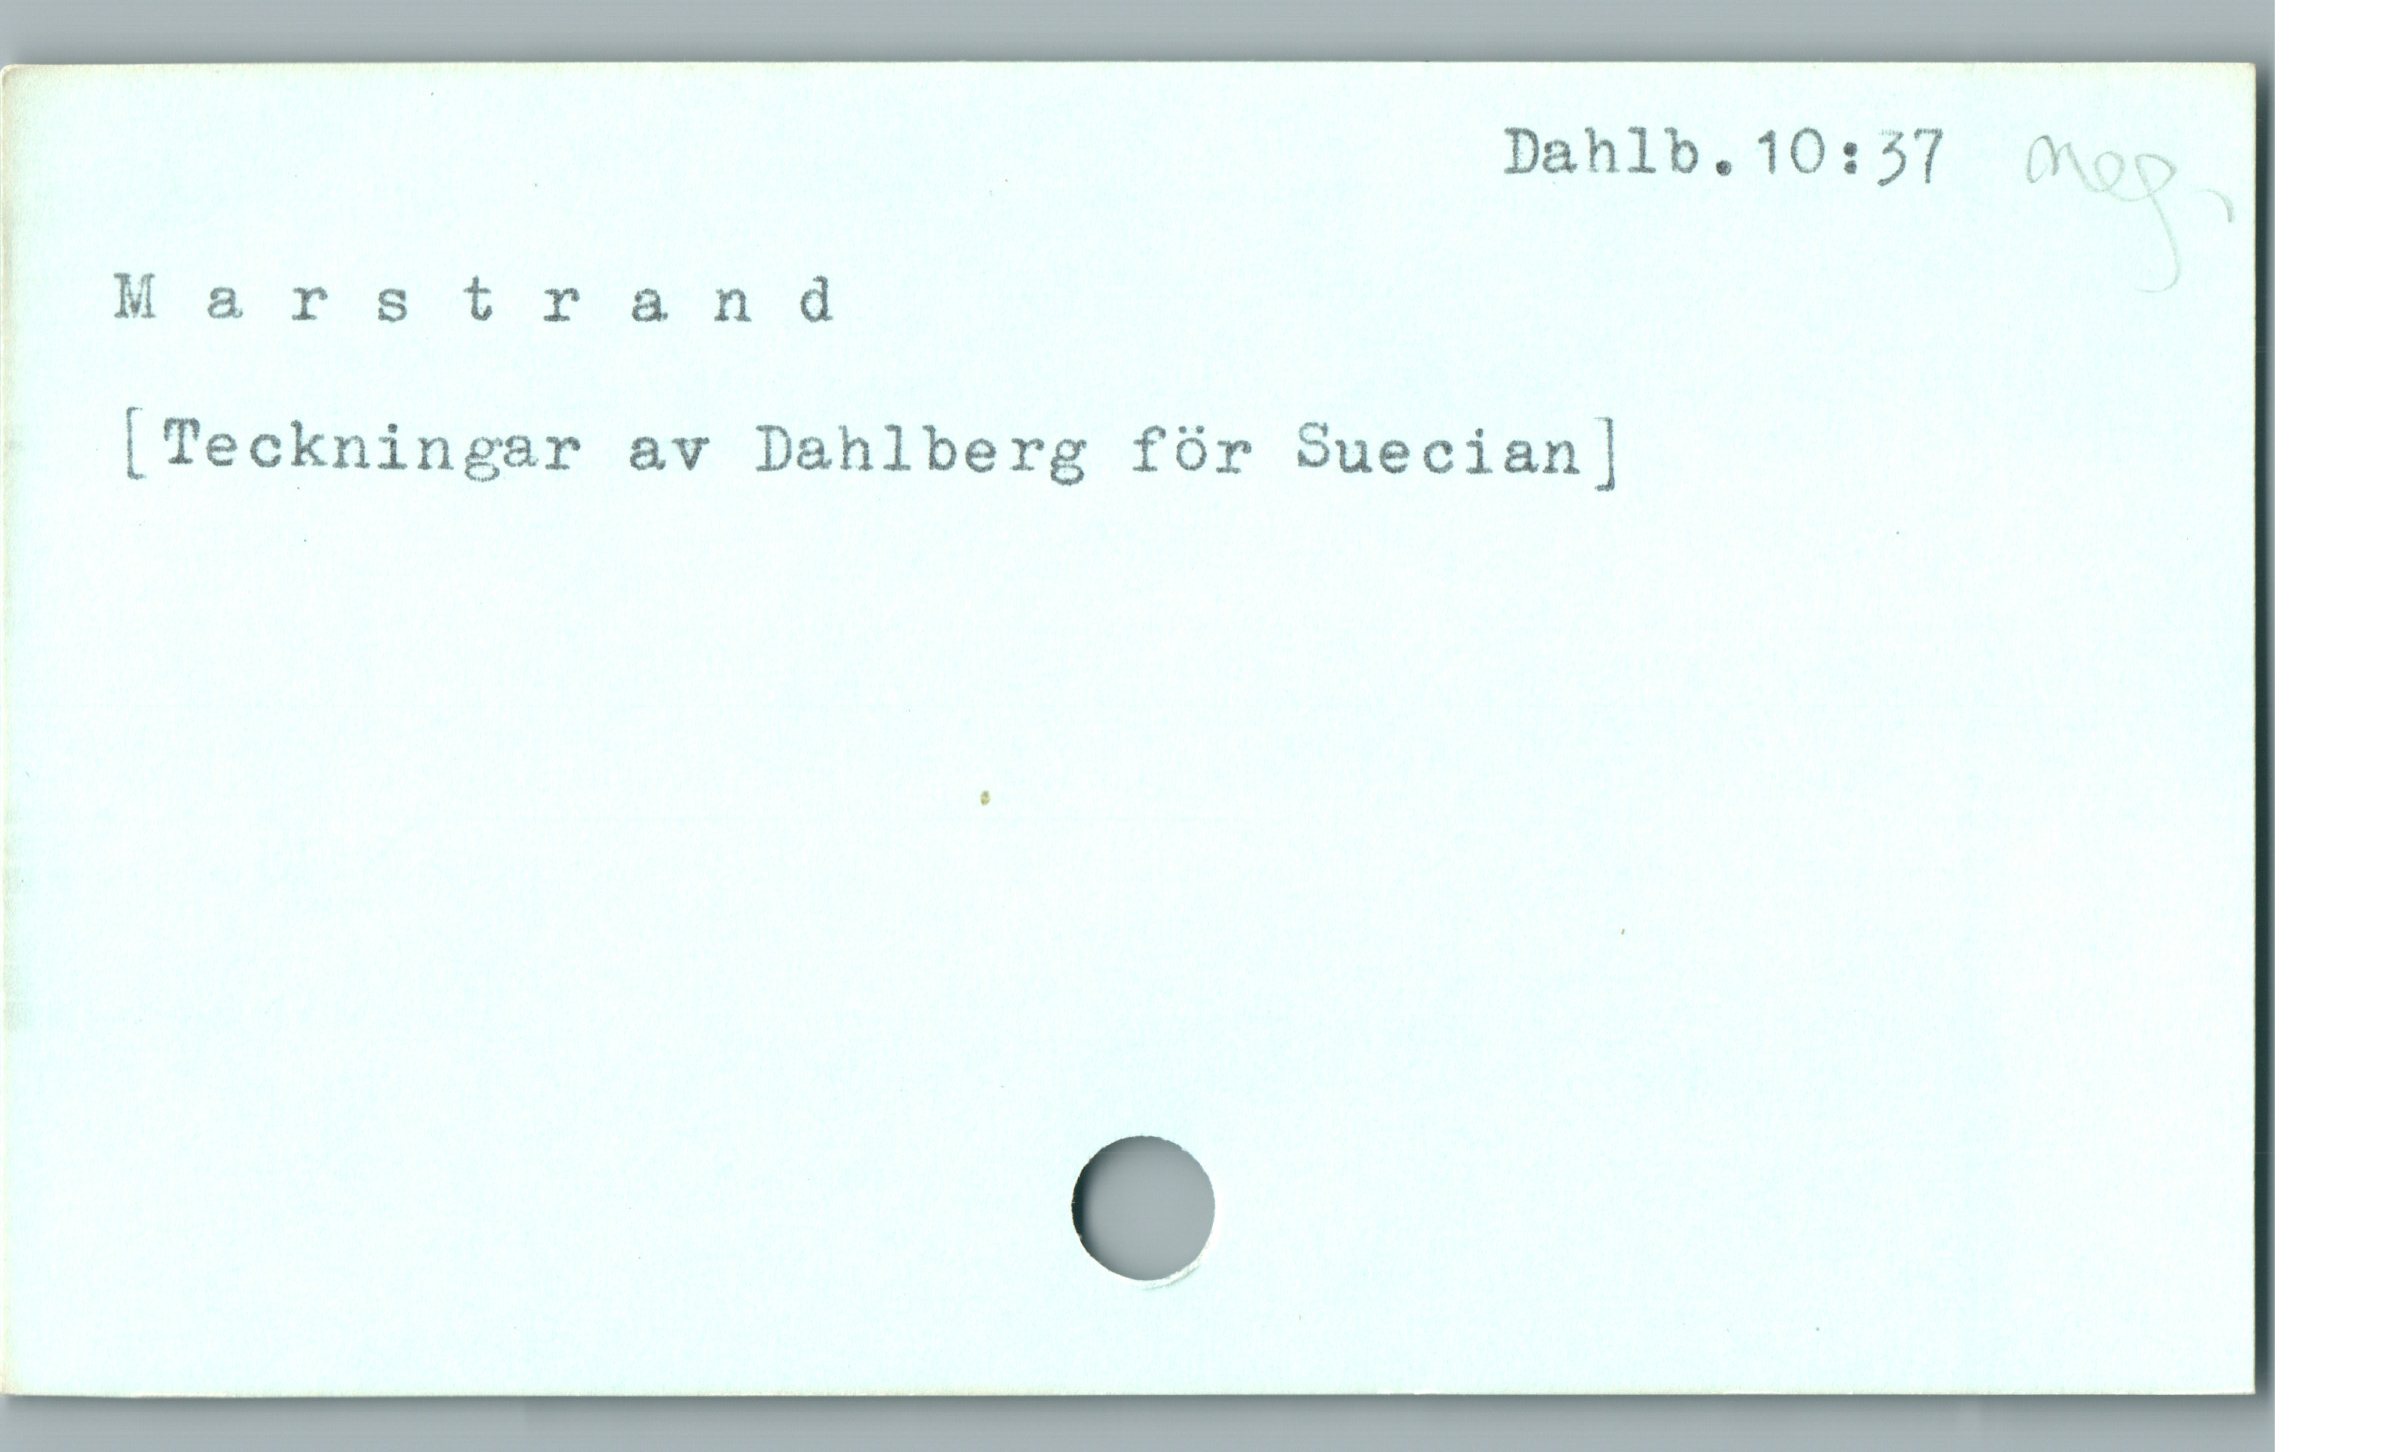 Dahlb.10:37 neg.
M a r s t r a n d
[Teckningar av Dahlberg för Suecian]